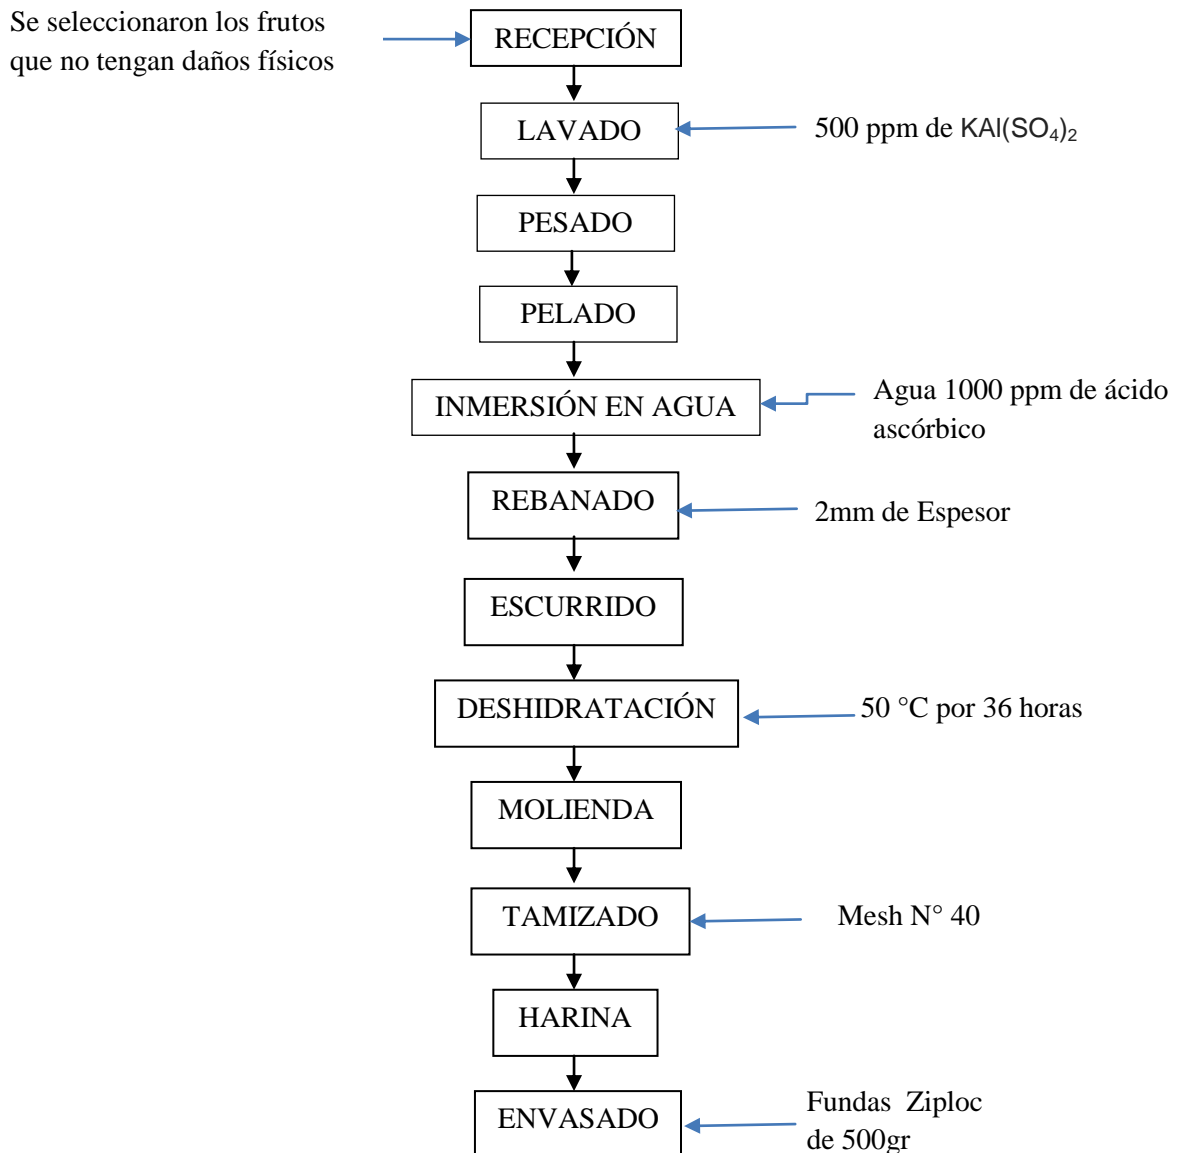 Se seleccionaron los frutos
que no tengan daños físicos
RECEPCIÓN
LAVADO
500 ppm de KAl(SO₄)₂
PESADO
PELADO
INMERSIÓN EN AGUA
Agua 1000 ppm de ácido
ascórbico
REBANADO
2mm de Espesor
ESCURRIDO
DESHIDRATACIÓN
50 °C por 36 horas
MOLIENDA
TAMIZADO
Mesh N° 40
HARINA
ENVASADO
Fundas Ziploc
de 500gr